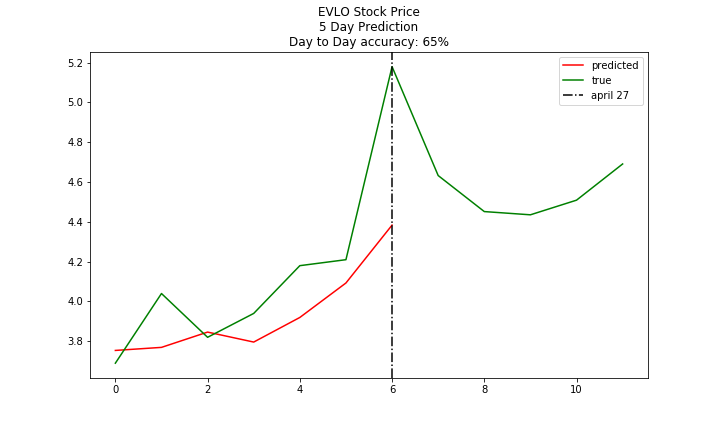 EVLO Stock Price
5 Day Prediction
Day to Day accuracy: 65%
predicted
true
april 27
5.2
5.0
4.8
4.6
4.4
4.2
4.0
3.8
0 2 4 6 8 10